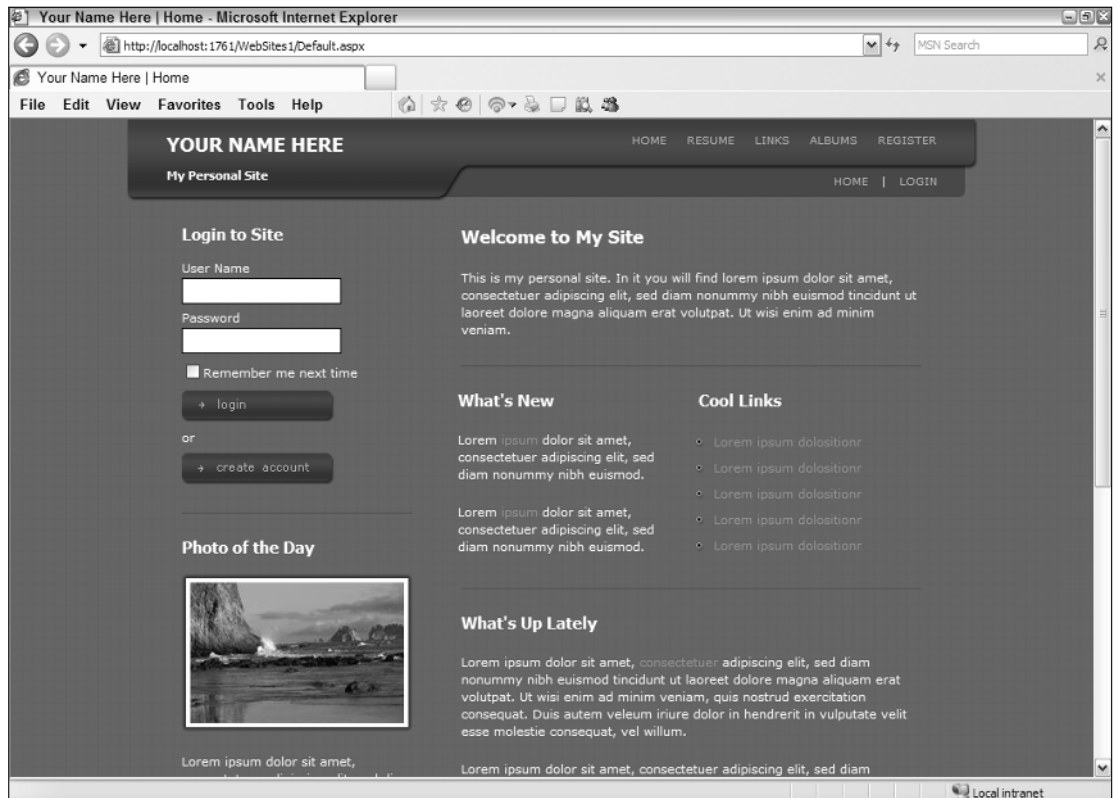 Your Name Here | Home - Microsoft Internet Explorer
http://localhost:1761/WebSites1/Default.aspx
MSN Search
Your Name Here | Home
File Edit View Favorites Tools Help
YOUR NAME HERE
HOME RESUME LINKS ALBUMS REGISTER
My Personal Site
HOME | LOGIN
Login to Site
User Name
Password
Remember me next time
login
or
create account
Photo of the Day
Lorem ipsum dolor sit amet,
Welcome to My Site
This is my personal site. In it you will find lorem ipsum dolor sit amet,
consectetuer adipiscing elit, sed diam nonummy nibh euismod tincidunt ut
laoreet dolore magna aliquam erat volutpat. Ut wisi enim ad minim
veniam.
What's New
Lorem ipsum dolor sit amet,
consectetuer adipiscing elit, sed
diam nonummy nibh euismod.
Lorem ipsum dolor sit amet,
consectetuer adipiscing elit, sed
diam nonummy nibh euismod.
Cool Links
Lorem ipsum dolositionr
Lorem ipsum dolositionr
Lorem ipsum dolositionr
Lorem ipsum dolositionr
Lorem ipsum dolositionr
What's Up Lately
Lorem ipsum dolor sit amet, consectetuer adipiscing elit, sed diam
nonummy nibh euismod tincidunt ut laoreet dolore magna aliquam erat
volutpat. Ut wisi enim ad minim veniam, quis nostrud exercitation
consequat. Duis autem veleum iriure dolor in hendrerit in vulputate velit
esse molestie consequat, vel willum.
Lorem ipsum dolor sit amet, consectetuer adipiscing elit, sed diam
Local intranet